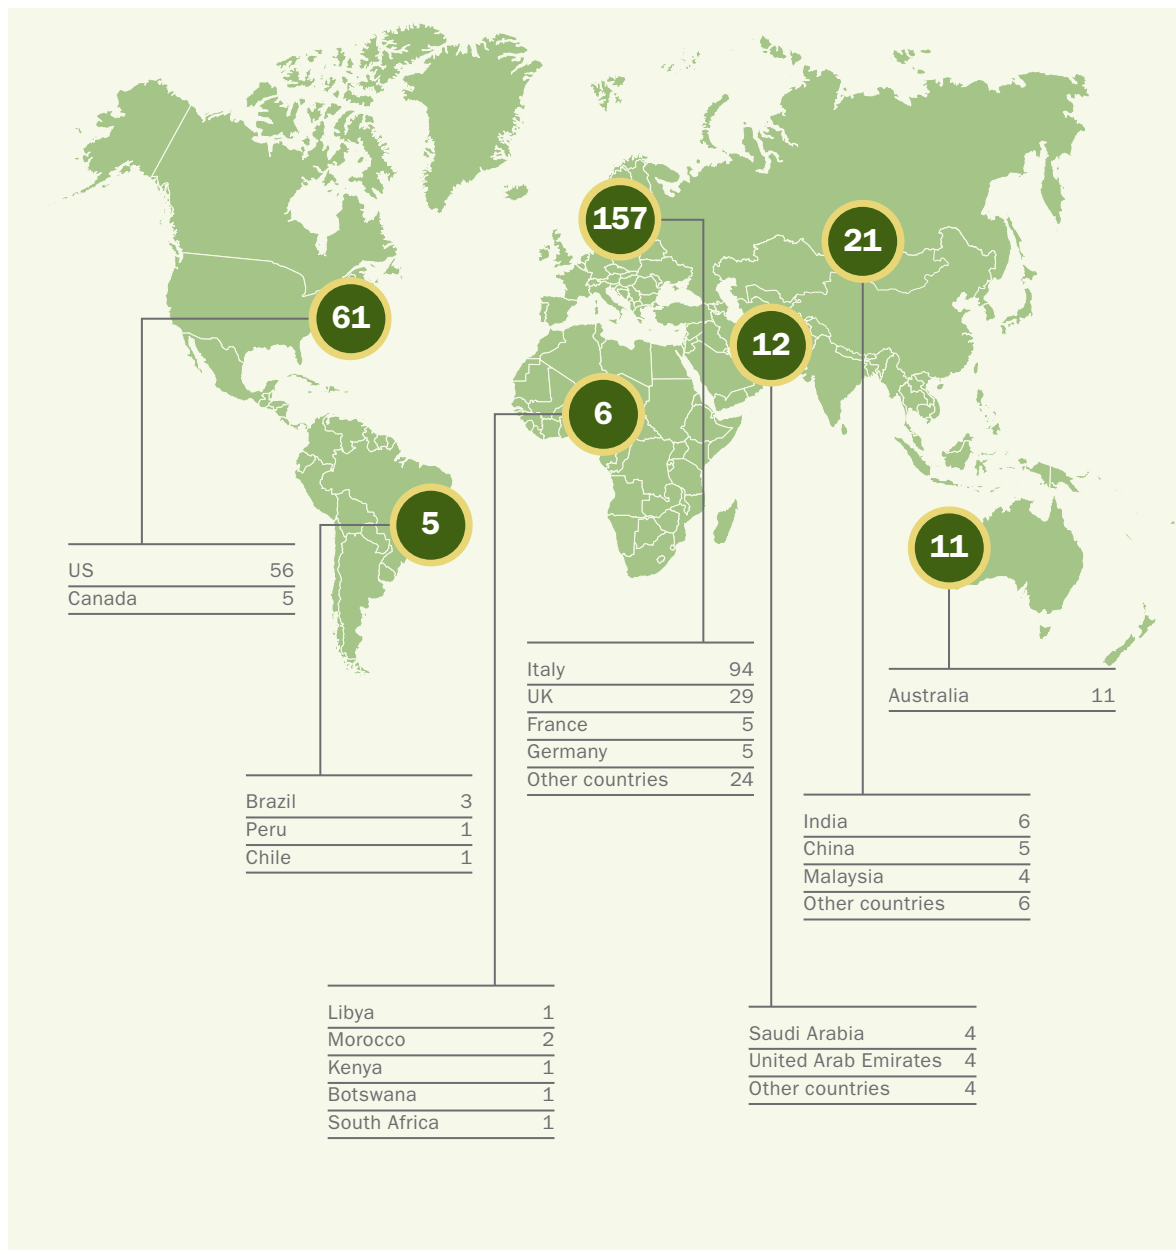 157
21
61
12
6
5
11
US 56
Canada 5
Italy 94
UK 29
France 5
Germany 5
Other countries 24
Australia 11
Brazil 3
Peru 1
Chile 1
India 6
China 5
Malaysia 4
Other countries 6
Libya 1
Morocco 2
Kenya 1
Botswana 1
South Africa 1
Saudi Arabia 4
United Arab Emirates 4
Other countries 4